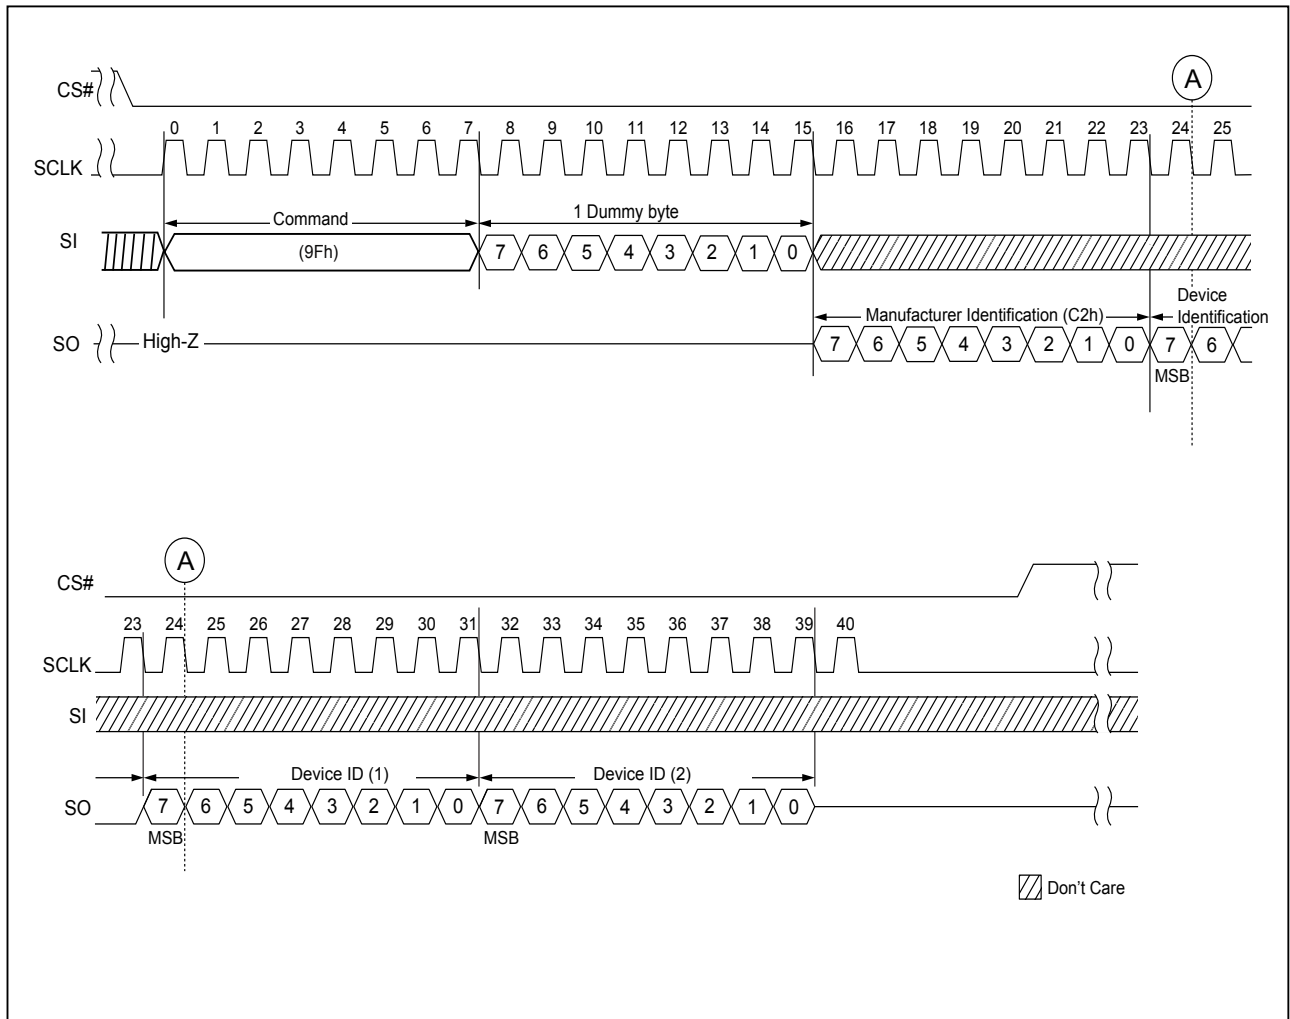 CS#
A
0 1 2 3 4 5 6 7 8 9 10 11 12 13 14 15 16 17 18 19 20 21 22 23 24 25
SCLK
Command
1 Dummy byte
SI
(9Fh)
7 6 5 4 3 2 1 0
Device
Manufacturer Identification (C2h)
Identification
SO
High-Z
7 6 5 4 3 2 1 0 7 6
MSB
A
CS#
23 24 25 26 27 28 29 30 31 32 33 34 35 36 37 38 39 40
SCLK
SI
Device ID (1)
Device ID (2)
SO
7 6 5 4 3 2 1 0 7 6 5 4 3 2 1 0
MSB
MSB
Don't Care